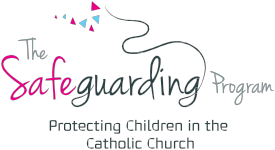 The
Safeguarding Program
Protecting Children in the
Catholic Church